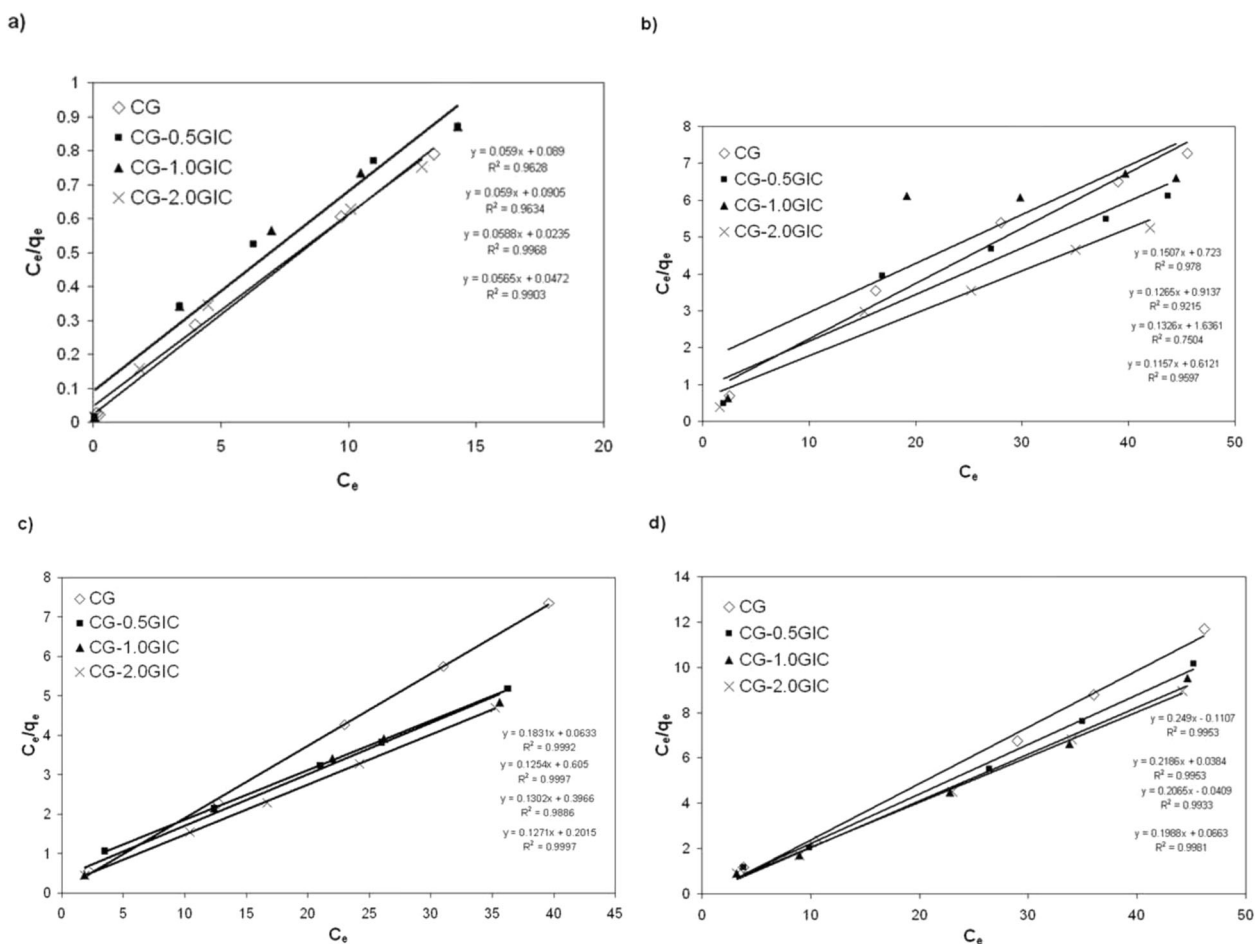 a)
C_e/q_e
1
0.9
0.8
0.7
0.6
0.5
0.4
0.3
0.2
0.1
0
CG
CG-0.5GIC
CG-1.0GIC
CG-2.0GIC
y = 0.059x + 0.089
R² = 0.9628
y = 0.059x + 0.0905
R² = 0.9634
y = 0.0588x + 0.0235
R² = 0.9968
y = 0.0565x + 0.0472
R² = 0.9903
0 5 10 15 20
C_e
b)
C_e/q_e
8
7
6
5
4
3
2
1
0
CG
CG-0.5GIC
CG-1.0GIC
CG-2.0GIC
y = 0.1507x + 0.723
R² = 0.978
y = 0.1265x + 0.9137
R² = 0.9215
y = 0.1326x + 1.6361
R² = 0.7504
y = 0.1157x + 0.6121
R² = 0.9597
0 10 20 30 40 50
C_e
c)
C_e/q_e
8
7
6
5
4
3
2
1
0
CG
CG-0.5GIC
CG-1.0GIC
CG-2.0GIC
y = 0.1831x + 0.0633
R² = 0.9992
y = 0.1254x + 0.605
R² = 0.9997
y = 0.1302x + 0.3966
R² = 0.9886
y = 0.1271x + 0.2015
R² = 0.9997
0 5 10 15 20 25 30 35 40 45
C_e
d)
C_e/q_e
14
12
10
8
6
4
2
0
CG
CG-0.5GIC
CG-1.0GIC
CG-2.0GIC
y = 0.249x - 0.1107
R² = 0.9953
y = 0.2186x + 0.0384
R² = 0.9953
y = 0.2065x - 0.0409
R² = 0.9933
y = 0.1988x + 0.0663
R² = 0.9981
0 10 20 30 40 50
C_e